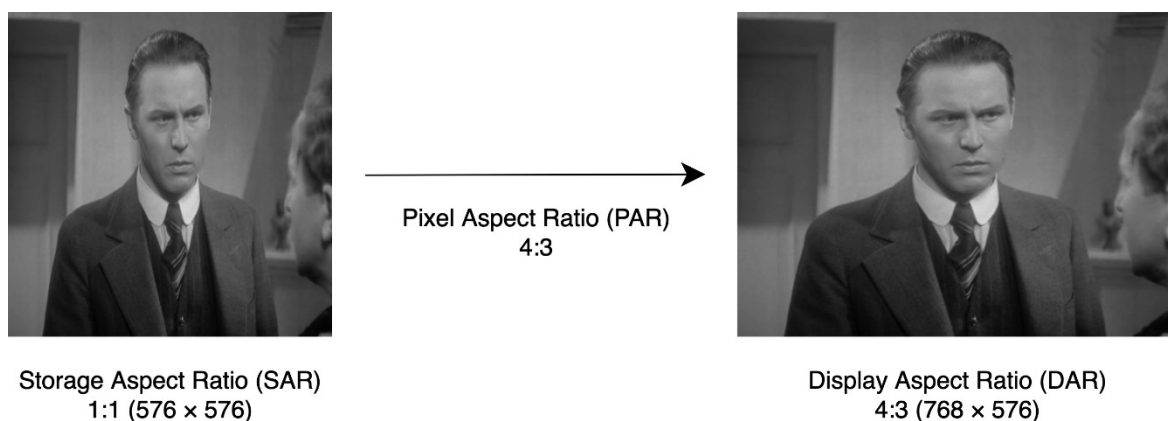 Pixel Aspect Ratio (PAR)
4:3
Storage Aspect Ratio (SAR)
1:1 (576 × 576)
Display Aspect Ratio (DAR)
4:3 (768 × 576)